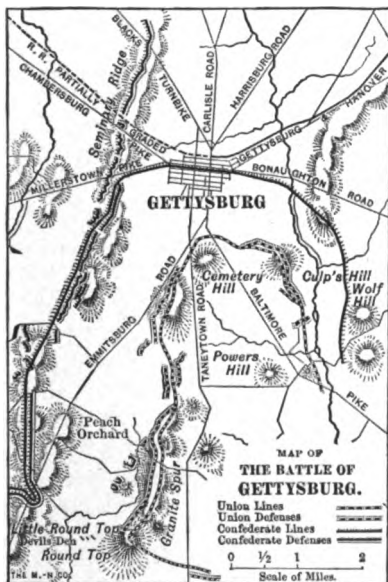 BLACKS
TURNBIKE
R. R. PARTIALLY
GRADED
CHAMBERSBURG
PIKE
Seminary Ridge
CARLISLE ROAD
HARRISBURG ROAD
HANOVER
GETTYSBURG
MILLERSTOWN PIKE
BONAUGHTON
ROAD
GETTYSBURG
EMMITSBURG
ROAD
TANEYTOWN ROAD
Cemetery
Hill
BALTIMORE
PIKE
Culp's Hill
Wolf
Hill
Powers
Hill
Peach
Orchard
Granite Spur
Little Round Top
Devils Den
Round Top
THE M.-N. CO.
MAP OF
THE BATTLE OF
GETTYSBURG.
Union Lines
Union Defenses
Confederate Lines
Confederate Defenses
0 ½ 1 2
Scale of Miles.